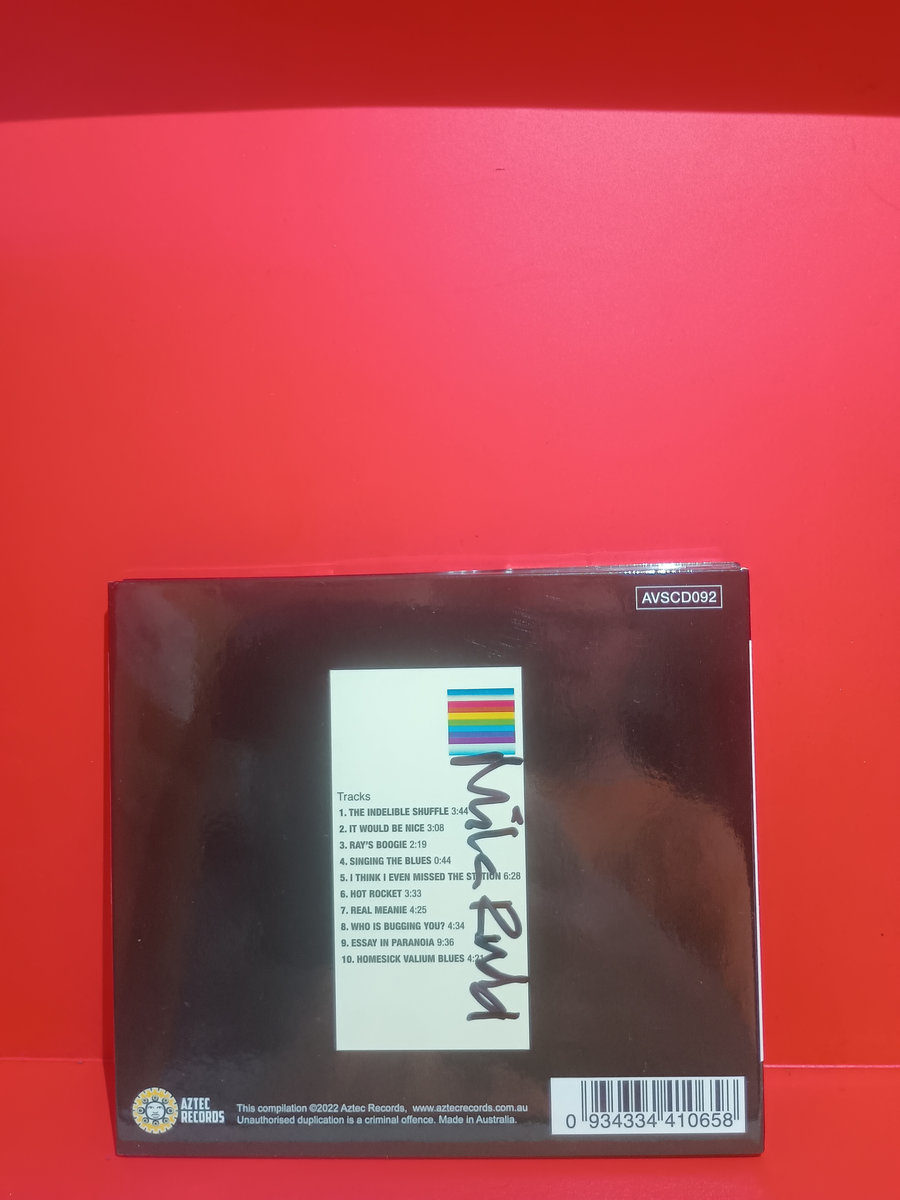 AVSCD092
Tracks
1. THE INDELIBLE SHUFFLE 3:44
2. IT WOULD BE NICE 3:08
3. RAY'S BOOGIE 2:19
4. SINGING THE BLUES 0:44
5. I THINK I EVEN MISSED THE STATION 6:28
6. HOT ROCKET 3:33
7. REAL MEANIE 4:25
8. WHO IS BUGGING YOU? 4:34
9. ESSAY IN PARANOIA 9:36
10. HOMESICK VALIUM BLUES 4:21
Mike Rudd
AZTEC
RECORDS
This compilation ©2022 Aztec Records, www.aztecrecords.com.au
Unauthorised duplication is a criminal offence. Made in Australia.
0 934334 410658